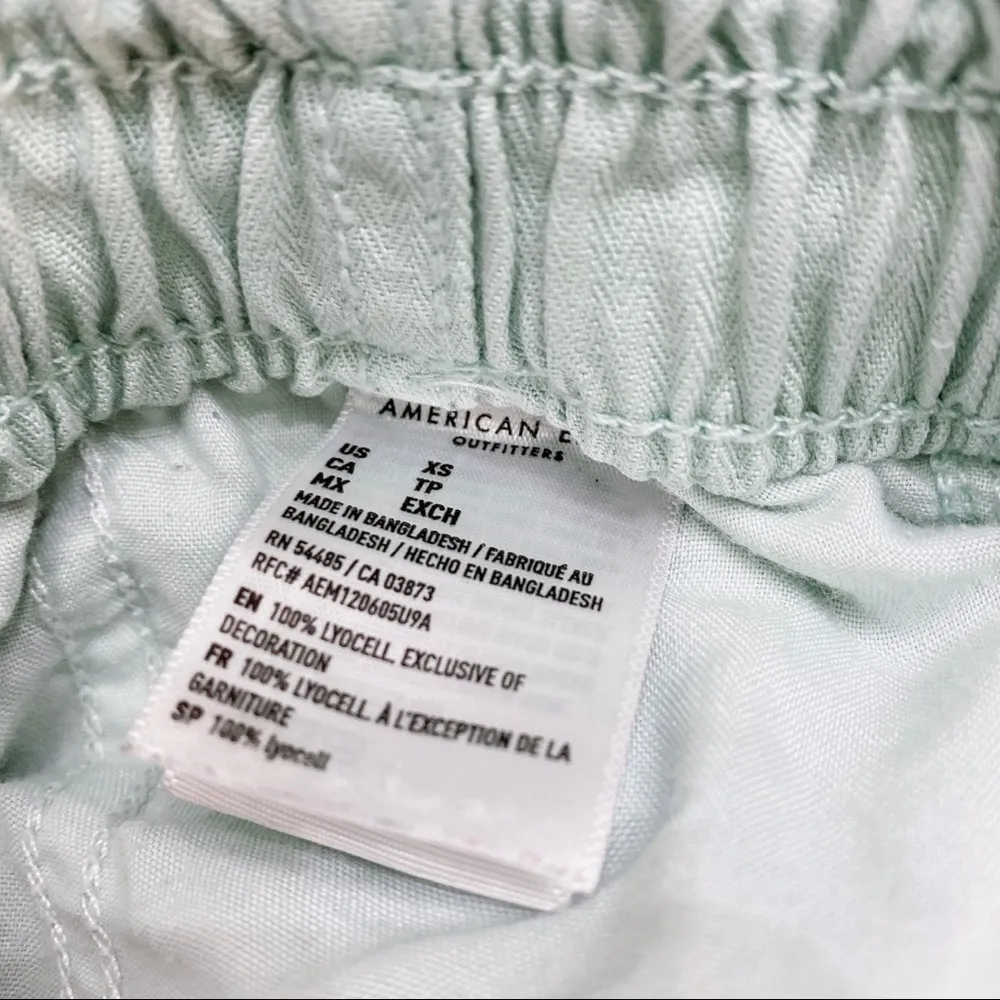 AMERICAN E
OUTFITTERS
US XS
CA TP
MX EXCH
MADE IN BANGLADESH / FABRIQUÉ AU
BANGLADESH / HECHO EN BANGLADESH
RN 54485 / CA 03873
RFC# AEM120605U9A
EN 100% LYOCELL, EXCLUSIVE OF
DECORATION
FR 100% LYOCELL, À L'EXCEPTION DE LA
GARNITURE
SP 100% lyocell